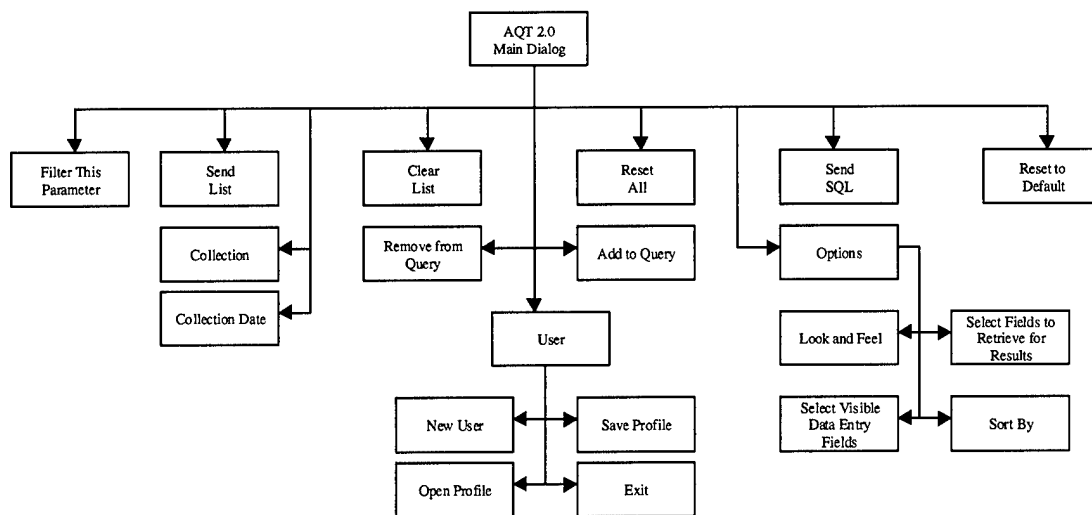 AQT 2.0
Main Dialog
Filter This
Parameter
Send
List
Clear
List
Reset
All
Send
SQL
Reset to
Default
Collection
Remove from
Query
Add to Query
Options
Collection Date
User
Look and Feel
Select Fields to
Retrieve for
Results
New User
Save Profile
Select Visible
Data Entry
Fields
Sort By
Open Profile
Exit